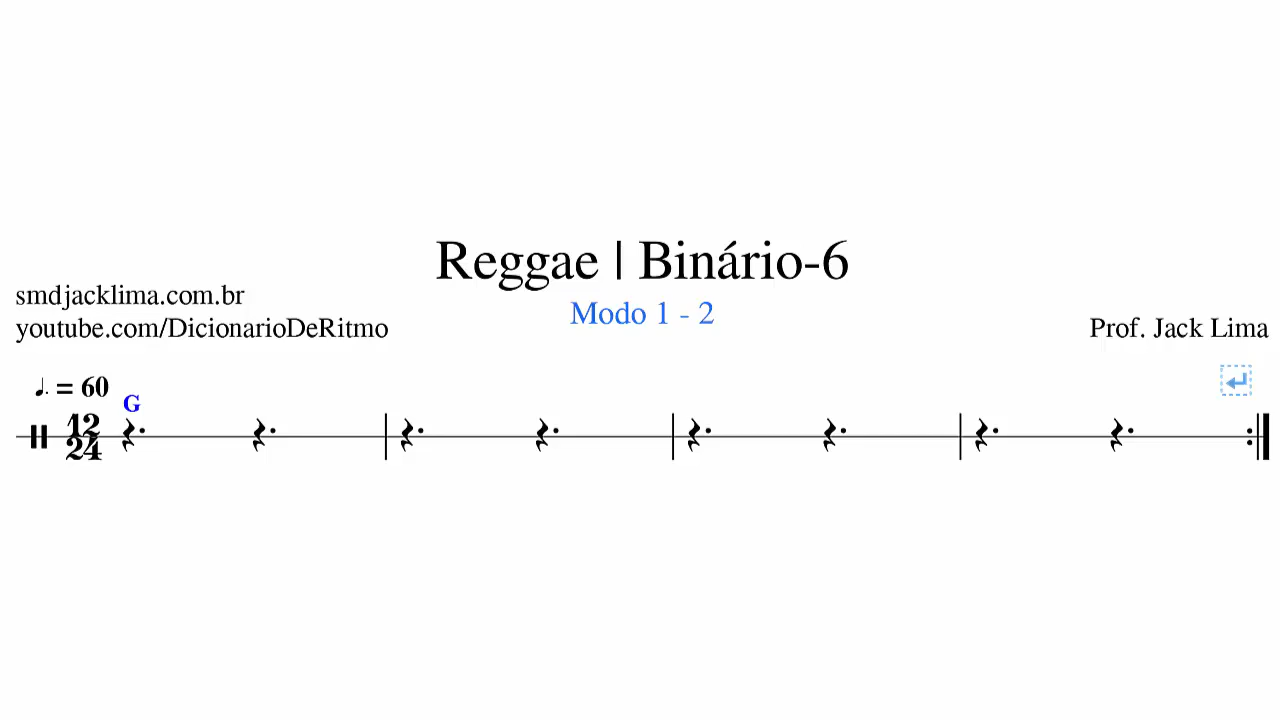 Reggae | Binário-6
Modo 1 - 2
smdjacklima.com.br
youtube.com/DicionarioDeRitmo
Prof. Jack Lima
♩. = 60
G
12
24